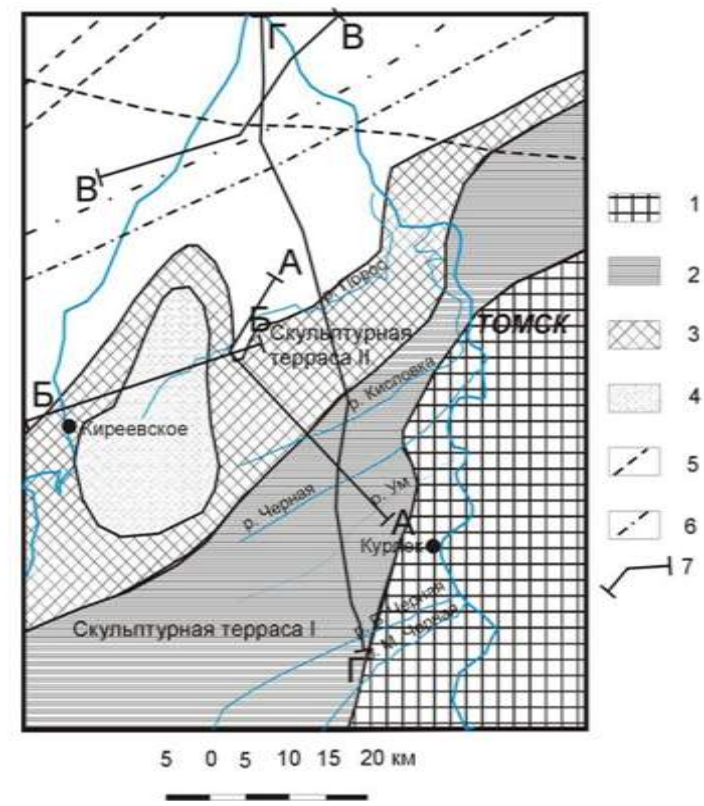 Г
В
В
А
р. Порос
Б
Скульптурная
терраса II
ТОМСК
Б
р. Кисловка
Киреевское
р. Черная
р. Ум
А
Курлек
р. Б. Черная
р. М. Черная
Скульптурная терраса I
Г
1
2
3
4
5
6
7
5 0 5 10 15 20 км